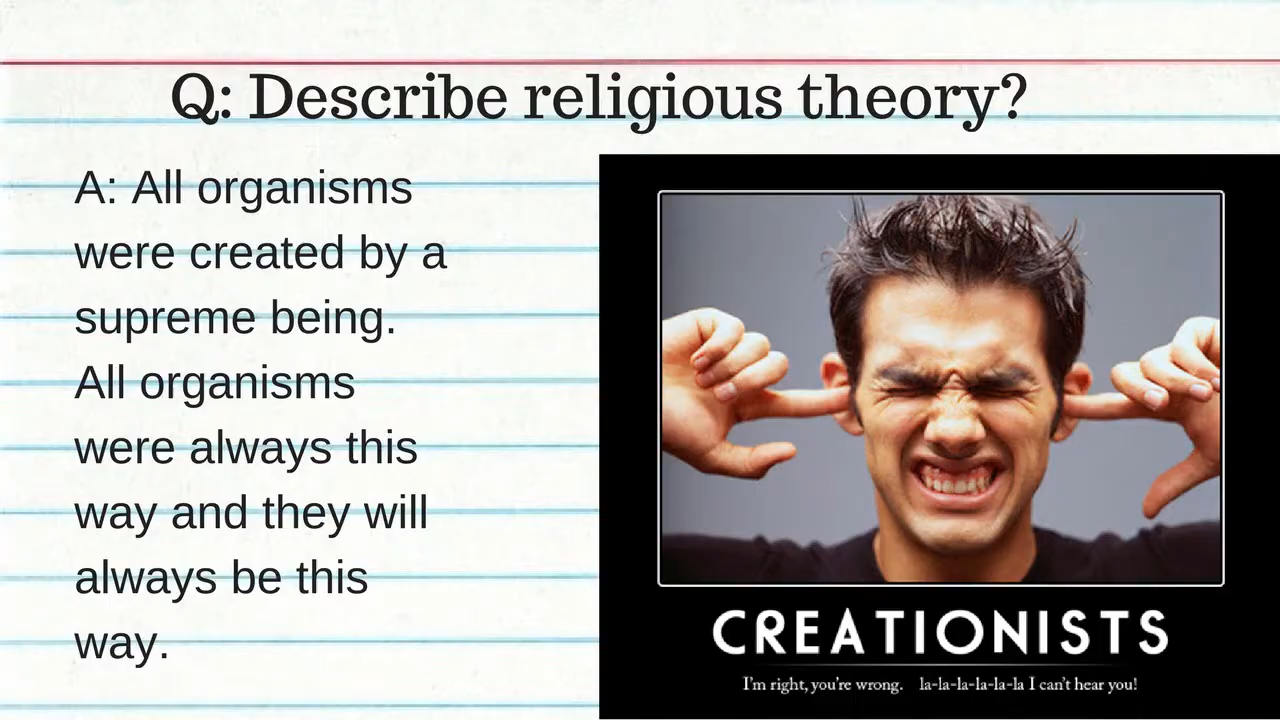 Q: Describe religious theory?
A: All organisms
were created by a
supreme being.
All organisms
were always this
way and they will
always be this
way.
CREATIONISTS
I'm right, you're wrong. la-la-la-la-la-la I can't hear you!